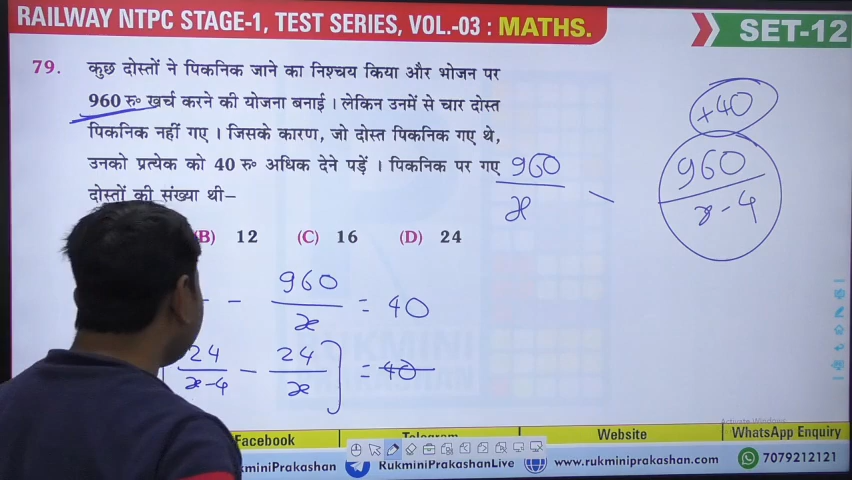 RAILWAY NTPC STAGE-1, TEST SERIES, VOL.-03 : MATHS.
SET-12
79. कुछ दोस्तों ने पिकनिक जाने का निश्चय किया और भोजन पर
960 रु० खर्च करने की योजना बनाई । लेकिन उनमें से चार दोस्त
पिकनिक नहीं गए । जिसके कारण, जो दोस्त पिकनिक गए थे,
उनको प्रत्येक को 40 रु० अधिक देने पड़ें । पिकनिक पर गए
दोस्तों की संख्या थी–
(B) 12 (C) 16 (D) 24
+40
960/x - 960/x-4
- 960/x = 40
24/x-4 - 24/x ] = 40
Facebook Telegram Website WhatsApp Enquiry
RukminiPrakashanLive www.rukminiprakashan.com 7079212121